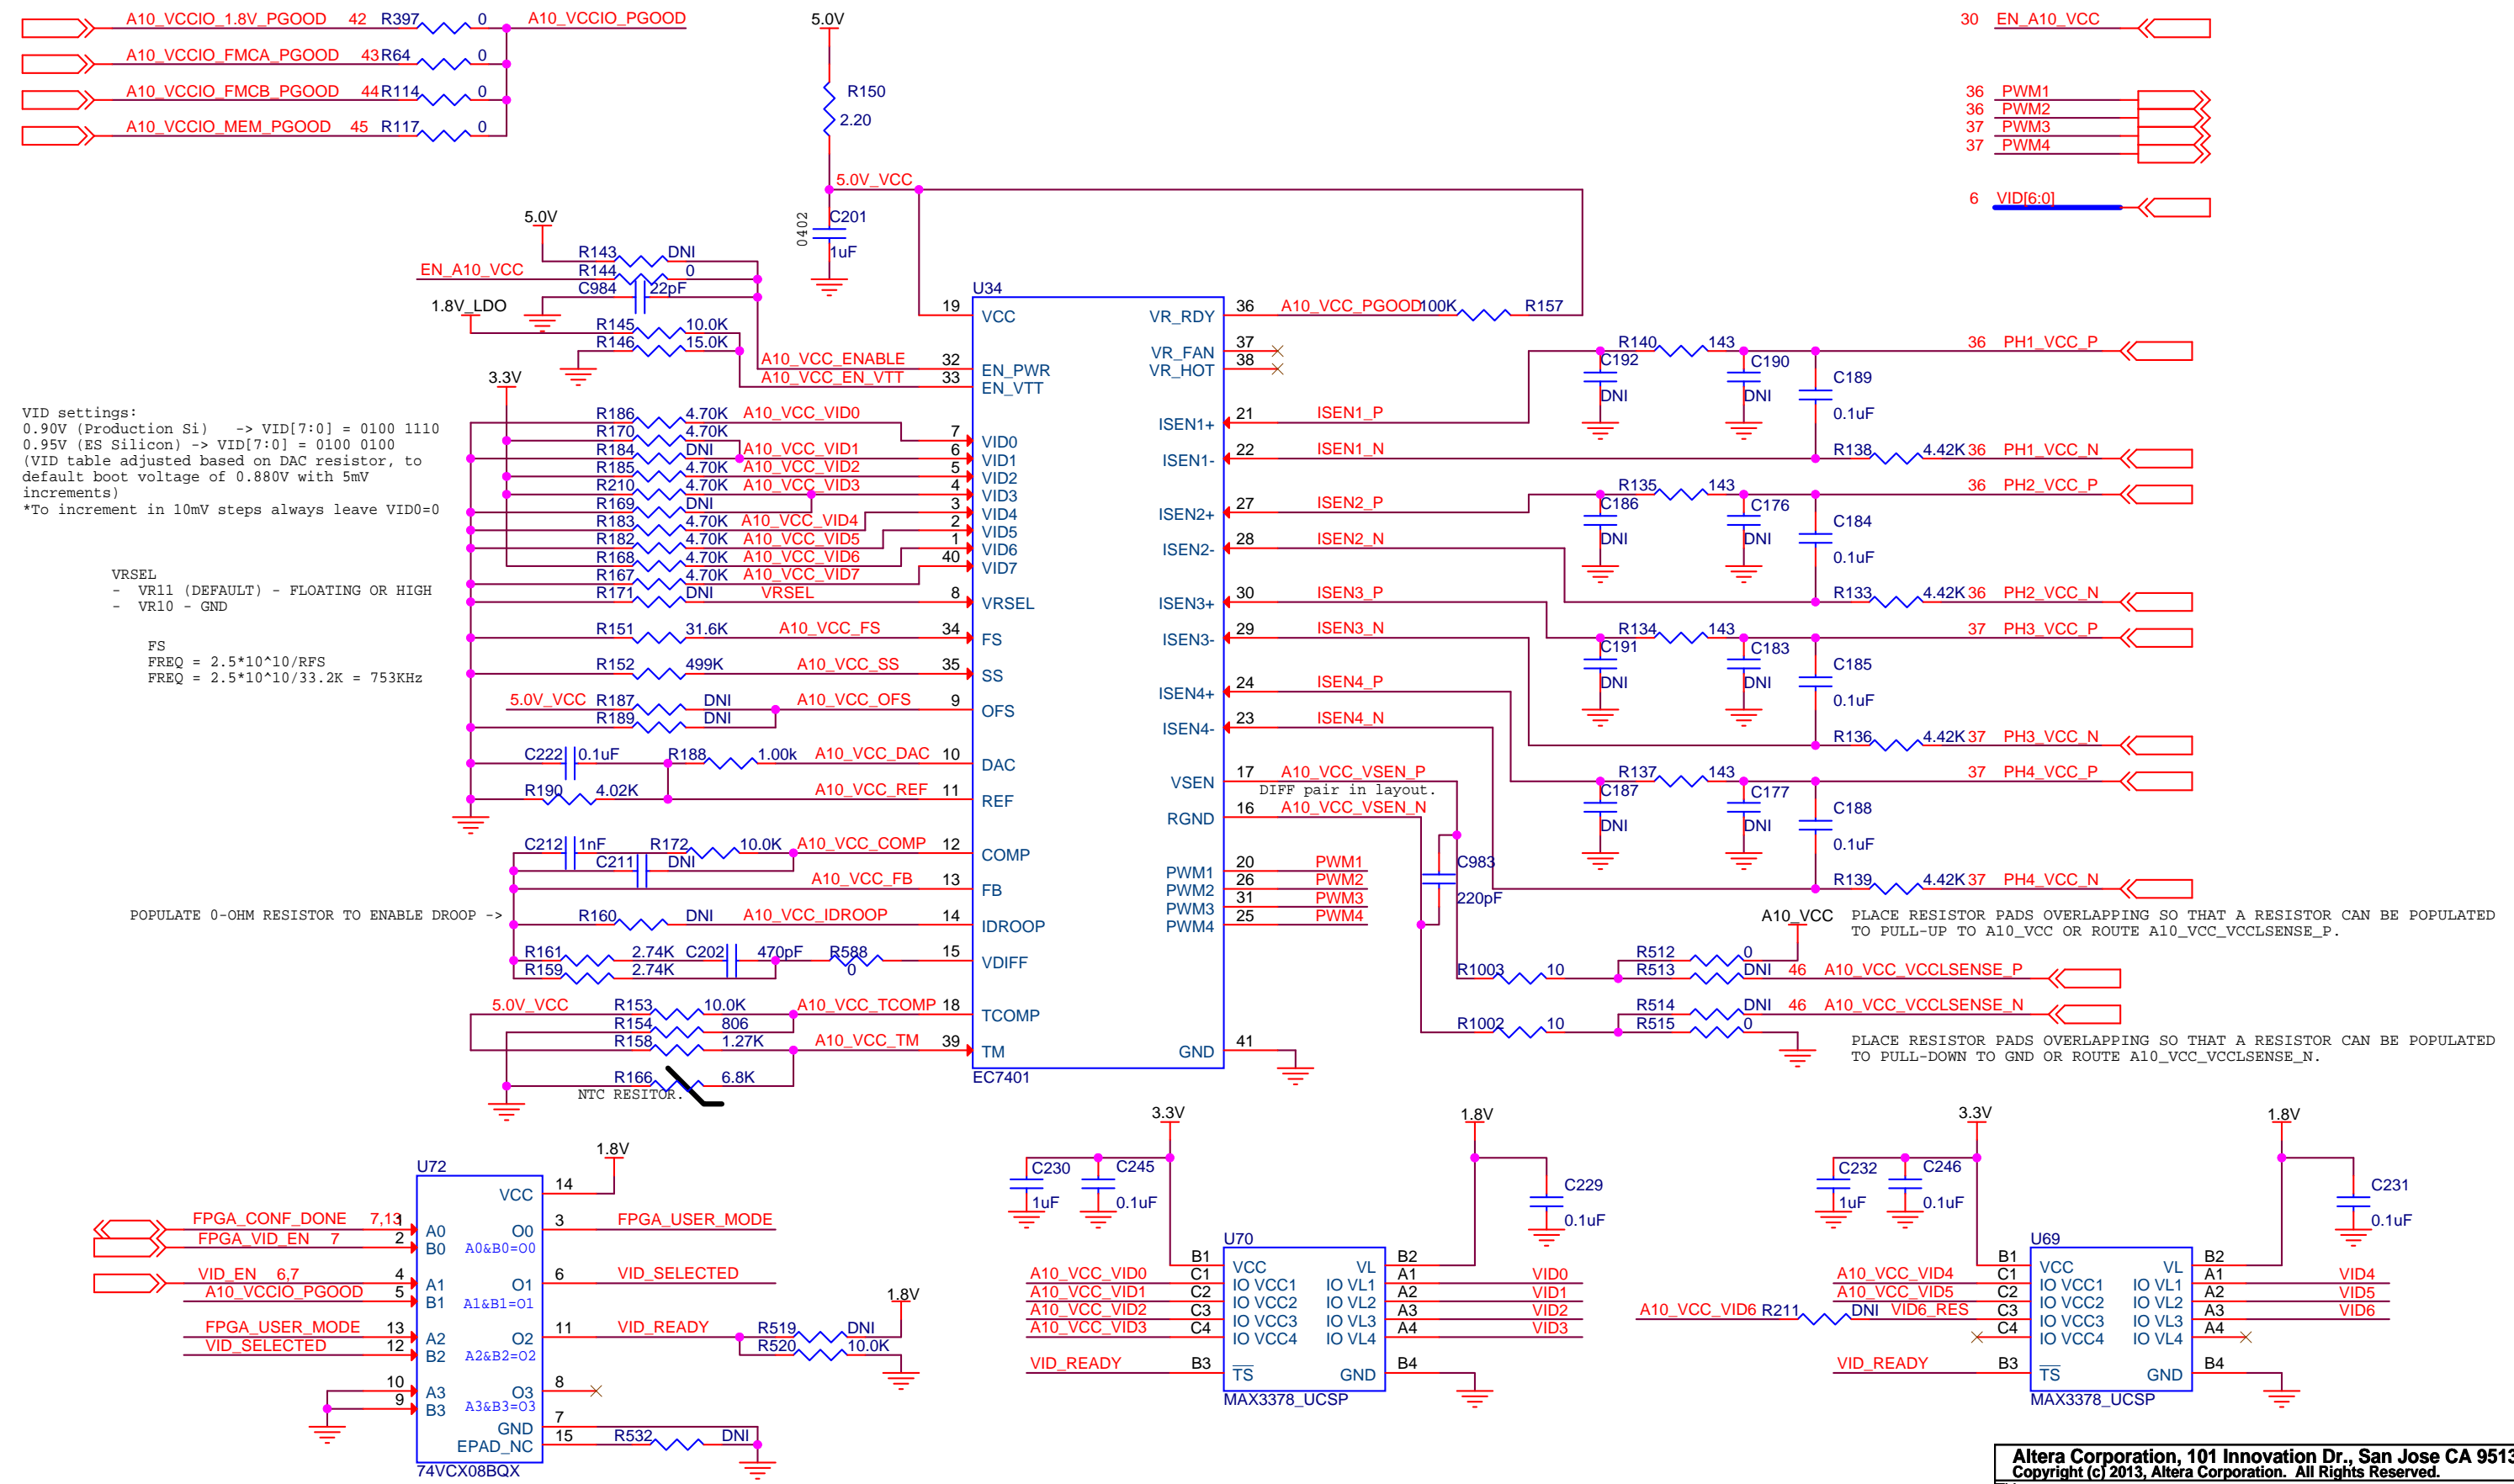 A10_VCCIO_1.8V_PGOOD 42 R397 0 A10_VCCIO_PGOOD
A10_VCCIO_FMCA_PGOOD 43 R64 0
A10_VCCIO_FMCB_PGOOD 44 R114 0
A10_VCCIO_MEM_PGOOD 45 R117 0
5.0V
R150
2.20
5.0V_VCC
C201
0402
1uF
30 EN_A10_VCC
36 PWM1
36 PWM2
37 PWM3
37 PWM4
6 VID[6:0]
5.0V
R143 DNI
EN_A10_VCC R144 0
C984 22pF
1.8V_LDO
R145 10.0K
R146 15.0K
A10_VCC_ENABLE
A10_VCC_EN_VTT
3.3V
VID settings:
0.90V (Production Si) -> VID[7:0] = 0100 1110
0.95V (ES Silicon) -> VID[7:0] = 0100 0100
(VID table adjusted based on DAC resistor, to
default boot voltage of 0.880V with 5mV
increments)
*To increment in 10mV steps always leave VID0=0
R186 4.70K A10_VCC_VID0
R170 4.70K
R184 DNI A10_VCC_VID1
R185 4.70K A10_VCC_VID2
R210 4.70K A10_VCC_VID3
R169 DNI
R183 4.70K A10_VCC_VID4
R182 4.70K A10_VCC_VID5
R168 4.70K A10_VCC_VID6
R167 4.70K A10_VCC_VID7
R171 DNI VRSEL
VRSEL
- VR11 (DEFAULT) - FLOATING OR HIGH
- VR10 - GND
R151 31.6K A10_VCC_FS
FS
FREQ = 2.5*10^10/RFS
FREQ = 2.5*10^10/33.2K = 753KHz
R152 499K A10_VCC_SS
5.0V_VCC R187 DNI A10_VCC_OFS
R189 DNI
C222 0.1uF R188 1.00k A10_VCC_DAC
R190 4.02K A10_VCC_REF
C212 1nF R172 10.0K A10_VCC_COMP
C211 DNI
A10_VCC_FB
POPULATE 0-OHM RESISTOR TO ENABLE DROOP ->
R160 DNI A10_VCC_IDROOP
R161 2.74K C202 470pF R588
R159 2.74K 0
5.0V_VCC R153 10.0K A10_VCC_TCOMP
R154 806
R158 1.27K A10_VCC_TM
R166 6.8K
NTC RESITOR.
U34
19 VCC
32 EN_PWR
33 EN_VTT
7 VID0
6 VID1
5 VID2
4 VID3
3 VID4
2 VID5
1 VID6
40 VID7
8 VRSEL
34 FS
35 SS
9 OFS
10 DAC
11 REF
12 COMP
13 FB
14 IDROOP
15 VDIFF
18 TCOMP
39 TM
EC7401
VR_RDY 36 A10_VCC_PGOOD 100K R157
VR_FAN 37
VR_HOT 38
ISEN1+ 21 ISEN1_P
ISEN1- 22 ISEN1_N
ISEN2+ 27 ISEN2_P
ISEN2- 28 ISEN2_N
ISEN3+ 30 ISEN3_P
ISEN3- 29 ISEN3_N
ISEN4+ 24 ISEN4_P
ISEN4- 23 ISEN4_N
VSEN 17 A10_VCC_VSEN_P
DIFF pair in layout.
RGND 16 A10_VCC_VSEN_N
PWM1 20 PWM1
PWM2 26 PWM2
PWM3 31 PWM3
PWM4 25 PWM4
GND 41
R140 143 36 PH1_VCC_P
C192 C190 C189
DNI DNI 0.1uF
R138 4.42K 36 PH1_VCC_N
R135 143 36 PH2_VCC_P
C186 C176 C184
DNI DNI 0.1uF
R133 4.42K 36 PH2_VCC_N
R134 143 37 PH3_VCC_P
C191 C183 C185
DNI DNI 0.1uF
R136 4.42K 37 PH3_VCC_N
R137 143 37 PH4_VCC_P
C187 C177 C188
DNI DNI 0.1uF
R139 4.42K 37 PH4_VCC_N
C983
220pF
A10_VCC
PLACE RESISTOR PADS OVERLAPPING SO THAT A RESISTOR CAN BE POPULATED
TO PULL-UP TO A10_VCC OR ROUTE A10_VCC_VCCLSENSE_P.
R512 0
R1003 10 R513 DNI 46 A10_VCC_VCCLSENSE_P
R514 DNI 46 A10_VCC_VCCLSENSE_N
R1002 10 R515 0
PLACE RESISTOR PADS OVERLAPPING SO THAT A RESISTOR CAN BE POPULATED
TO PULL-DOWN TO GND OR ROUTE A10_VCC_VCCLSENSE_N.
1.8V
U72
VCC 14
FPGA_CONF_DONE 7,13 1 A0 O0 3 FPGA_USER_MODE
FPGA_VID_EN 7 2 B0 A0&B0=O0
VID_EN 6,7 4 A1 O1 6 VID_SELECTED
A10_VCCIO_PGOOD 5 B1 A1&B1=O1
FPGA_USER_MODE 13 A2 O2 11 VID_READY
VID_SELECTED 12 B2 A2&B2=O2
10 A3 O3 8
9 B3 A3&B3=O3
GND 7
EPAD_NC 15 R532 DNI
74VCX08BQX
1.8V
R519 DNI
R520 10.0K
3.3V 1.8V
C230 C245 C229
1uF 0.1uF 0.1uF
U70
B1 VCC VL B2
A10_VCC_VID0 C1 IO VCC1 IO VL1 A1 VID0
A10_VCC_VID1 C2 IO VCC2 IO VL2 A2 VID1
A10_VCC_VID2 C3 IO VCC3 IO VL3 A3 VID2
A10_VCC_VID3 C4 IO VCC4 IO VL4 A4 VID3
VID_READY B3 TS GND B4
MAX3378_UCSP
3.3V 1.8V
C232 C246 C231
1uF 0.1uF 0.1uF
U69
B1 VCC VL B2
A10_VCC_VID4 C1 IO VCC1 IO VL1 A1 VID4
A10_VCC_VID5 C2 IO VCC2 IO VL2 A2 VID5
A10_VCC_VID6 R211 DNI VID6_RES C3 IO VCC3 IO VL3 A3 VID6
C4 IO VCC4 IO VL4 A4
VID_READY B3 TS GND B4
MAX3378_UCSP
Altera Corporation, 101 Innovation Dr., San Jose CA 9513
Copyright (c) 2013, Altera Corporation. All Rights Reserved.